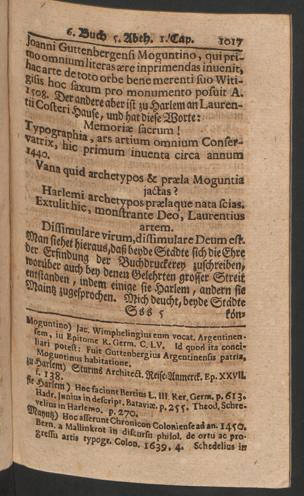 6. Buch 5. Abth. 1. Cap. 1017
Joanni Guttenbergensi Moguntino, qui pri-
mo omnium literas ære inprimendas invenit,
hac arte de toto orbe bene merenti suo Witi-
gisus hoc saxum pro monumento posuit A.
1508. Der andere aber ist zu Harlem an Lauren-
tii Costeri Hause, und hat diese Worte:
Memoriæ sacrum!
Typographia, ars artium omnium Conser-
vatrix, hic primum inventa circa annum
1440.
Vana quid archetypos & præla Moguntia
jactas?
Harlemi archetypos prælaque nata scias.
Extulit hic, monstrante Deo, Laurentius
artem.
Dissimulare virum, dissimulare Deum est.
Man siehet hieraus, daß beyde Städte sich die Ehre
der Erfindung der Buchdruckerey zuschreiben,
worüber auch bey denen Gelehrten grosser Streit
entstanden, indem einige sie Harlem, andern sie
Mäintz zugesprochen. Mich deucht, beyde Städte
Sss 5 kön-
Moguntino) Jac. Wimphelingius eum vocat. Argentinen-
sem, in Epitome R. Germ. C. LV. Id quod ita conci-
liari potest: Fuit Guttenbergius Argentinensis patria,
Moguntinus habitatione.
zu Harlem) Sturms Architect. Reise-Anmerck. Ep. XXVII.
f. 138.
zu Harlem) Hoc faciunt Bertius L. III. Rer. Germ. p. 613.
Hadr. Junius in descript. Bataviæ. p. 255. Theod. Schre-
velius in Harlemo. p. 270.
Mayntz) Hoc asserunt Chronicon Coloniense ad an. 1450.
Bern. a Mallinkrot in discursu philol. de ortu ac pro-
gressu artis typogr. Colon. 1639, 4. Schedelius in